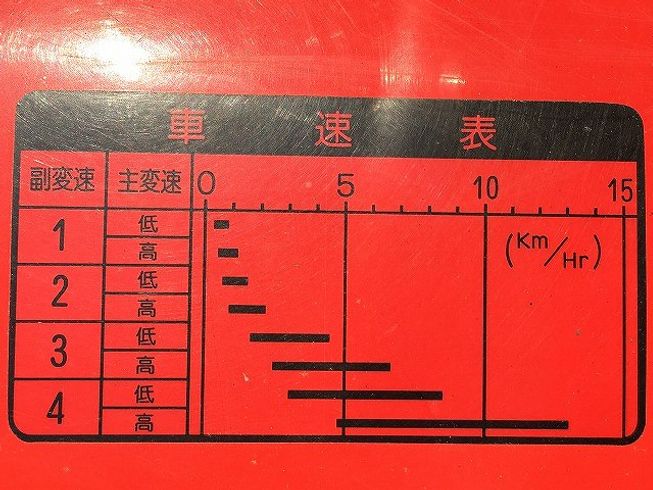 車速表
副変速 主変速 0 5 10 15
(Km/Hr)
1 低
高
2 低
高
3 低
高
4 低
高